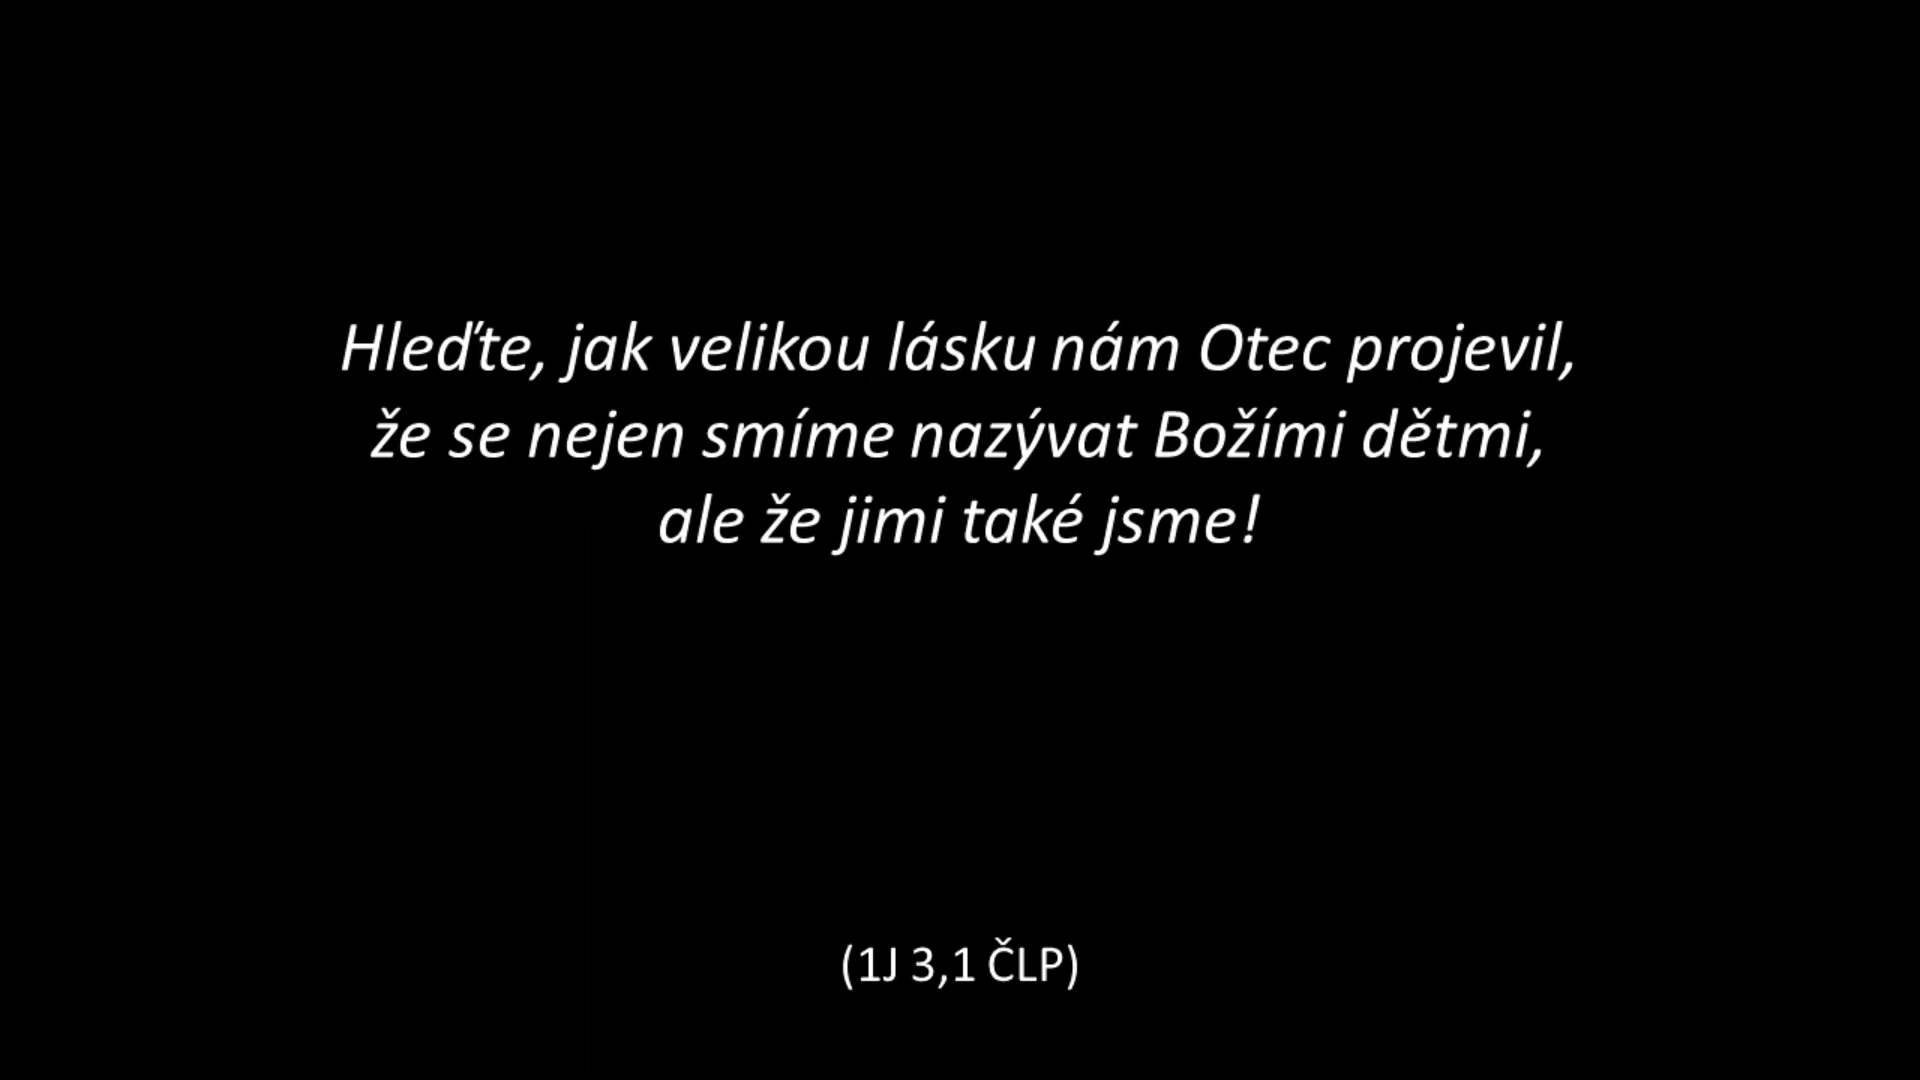 Hleďte, jak velikou lásku nám Otec projevil,
že se nejen smíme nazývat Božími dětmi,
ale že jimi také jsme!
(1J 3,1 ČLP)